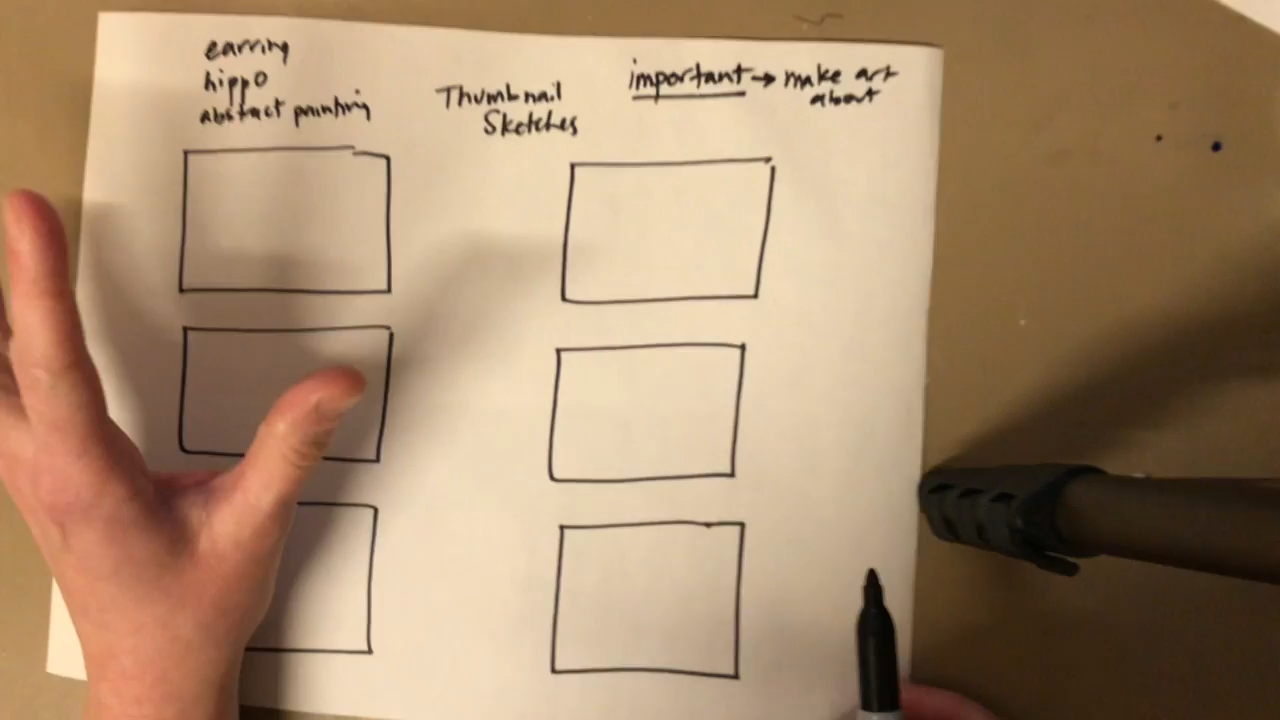 earring
hippo
abstract painting
Thumbnail
Sketches
important → make art
about